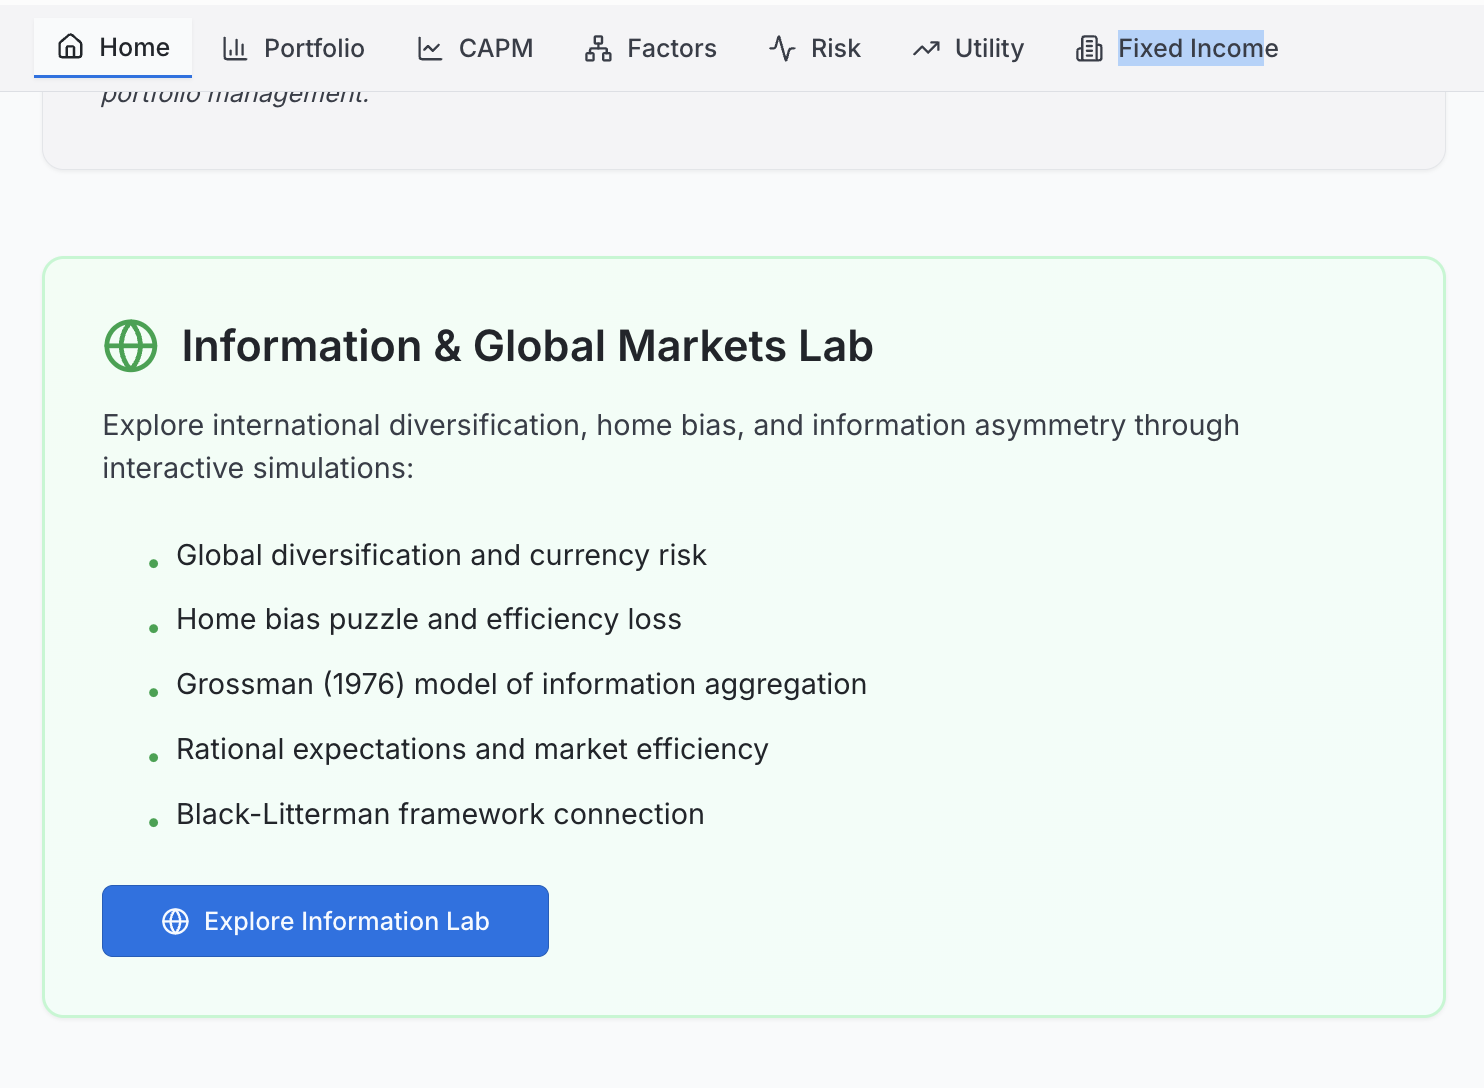 Home Portfolio CAPM Factors Risk Utility Fixed Income
portfolio management.
Information & Global Markets Lab
Explore international diversification, home bias, and information asymmetry through
interactive simulations:
Global diversification and currency risk
Home bias puzzle and efficiency loss
Grossman (1976) model of information aggregation
Rational expectations and market efficiency
Black-Litterman framework connection
Explore Information Lab